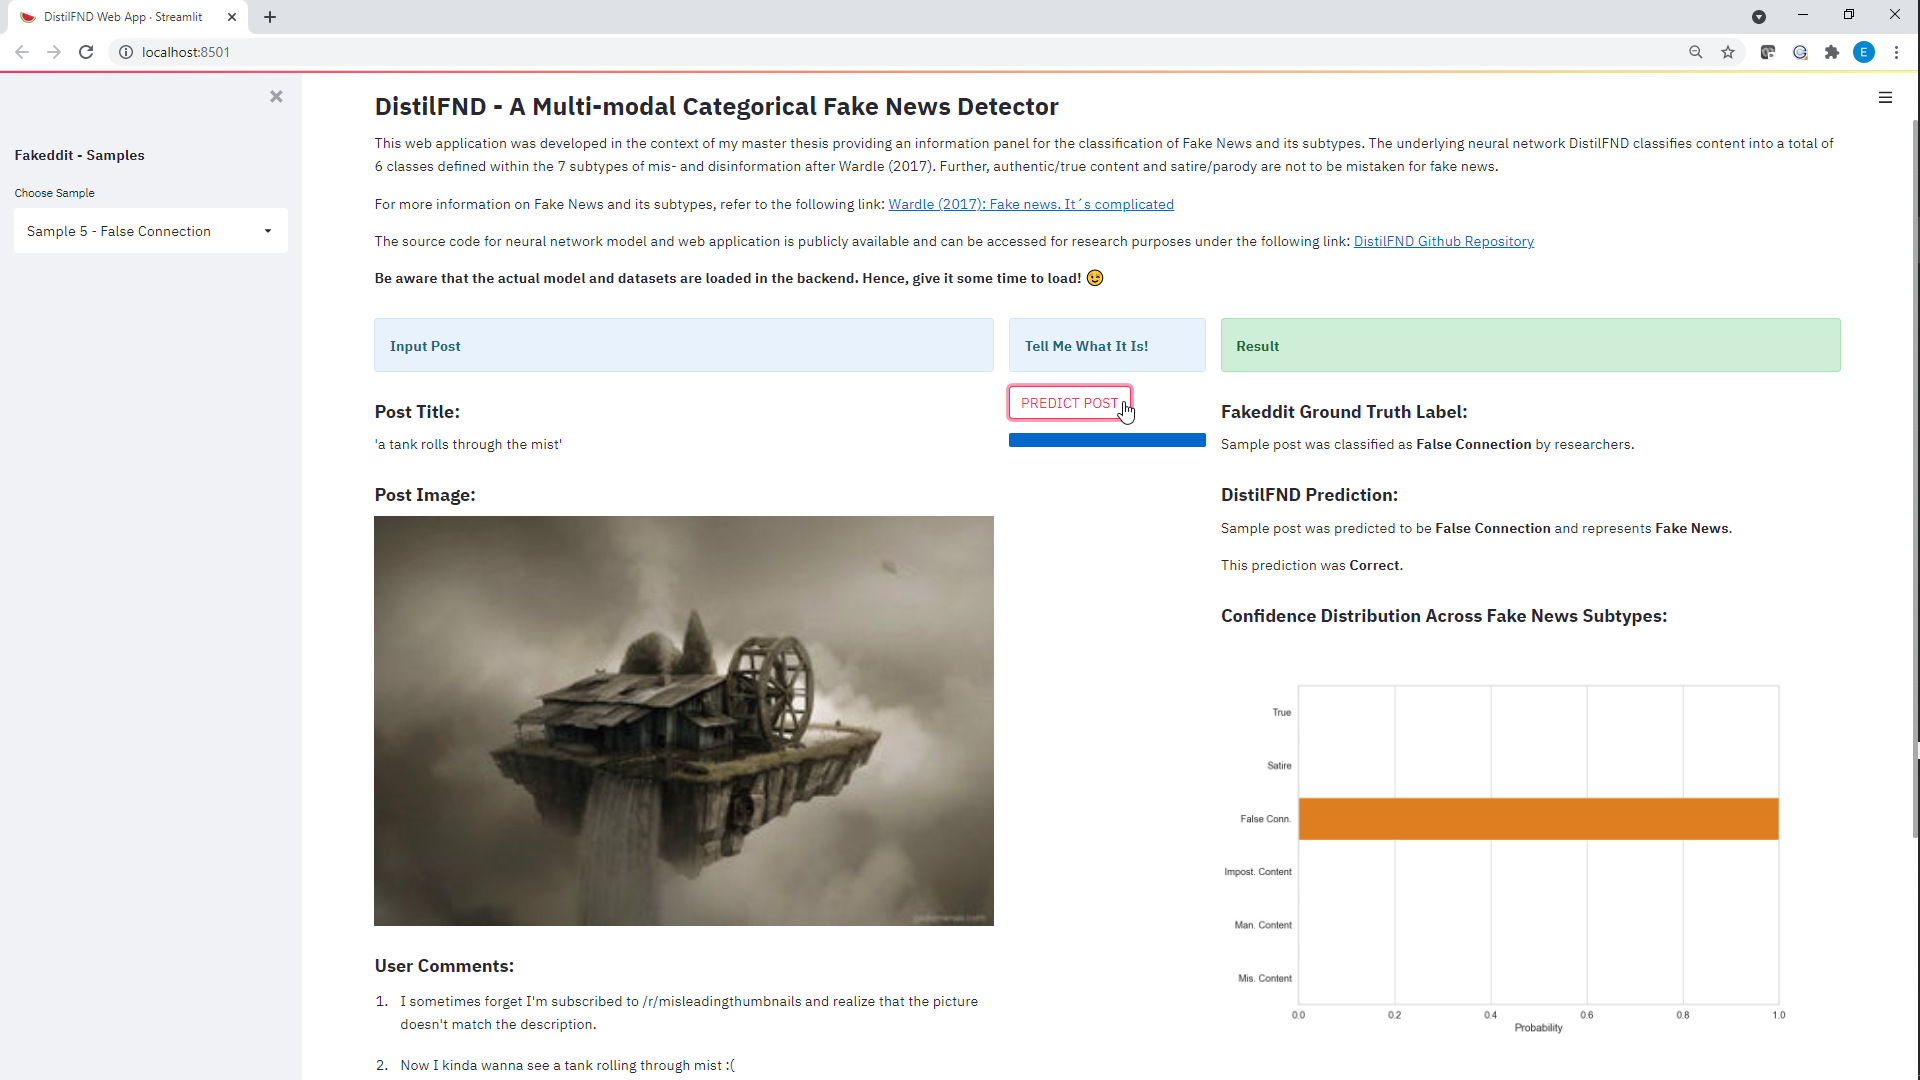 DistilFND Web App · Streamlit
localhost:8501
E
Fakeddit - Samples
Choose Sample
Sample 5 - False Connection
DistilFND - A Multi-modal Categorical Fake News Detector
This web application was developed in the context of my master thesis providing an information panel for the classification of Fake News and its subtypes. The underlying neural network DistilFND classifies content into a total of
6 classes defined within the 7 subtypes of mis- and disinformation after Wardle (2017). Further, authentic/true content and satire/parody are not to be mistaken for fake news.
For more information on Fake News and its subtypes, refer to the following link: Wardle (2017): Fake news. It´s complicated
The source code for neural network model and web application is publicly available and can be accessed for research purposes under the following link: DistilFND Github Repository
Be aware that the actual model and datasets are loaded in the backend. Hence, give it some time to load! 😉
Input Post
Post Title:
'a tank rolls through the mist'
Post Image:
User Comments:
1. I sometimes forget I'm subscribed to /r/misleadingthumbnails and realize that the picture
doesn't match the description.
2. Now I kinda wanna see a tank rolling through mist :(
Tell Me What It Is!
PREDICT POST
Result
Fakeddit Ground Truth Label:
Sample post was classified as False Connection by researchers.
DistilFND Prediction:
Sample post was predicted to be False Connection and represents Fake News.
This prediction was Correct.
Confidence Distribution Across Fake News Subtypes:
True
Satire
False Conn.
Impost. Content
Man. Content
Mis. Content
0.0 0.2 0.4 0.6 0.8 1.0
Probability